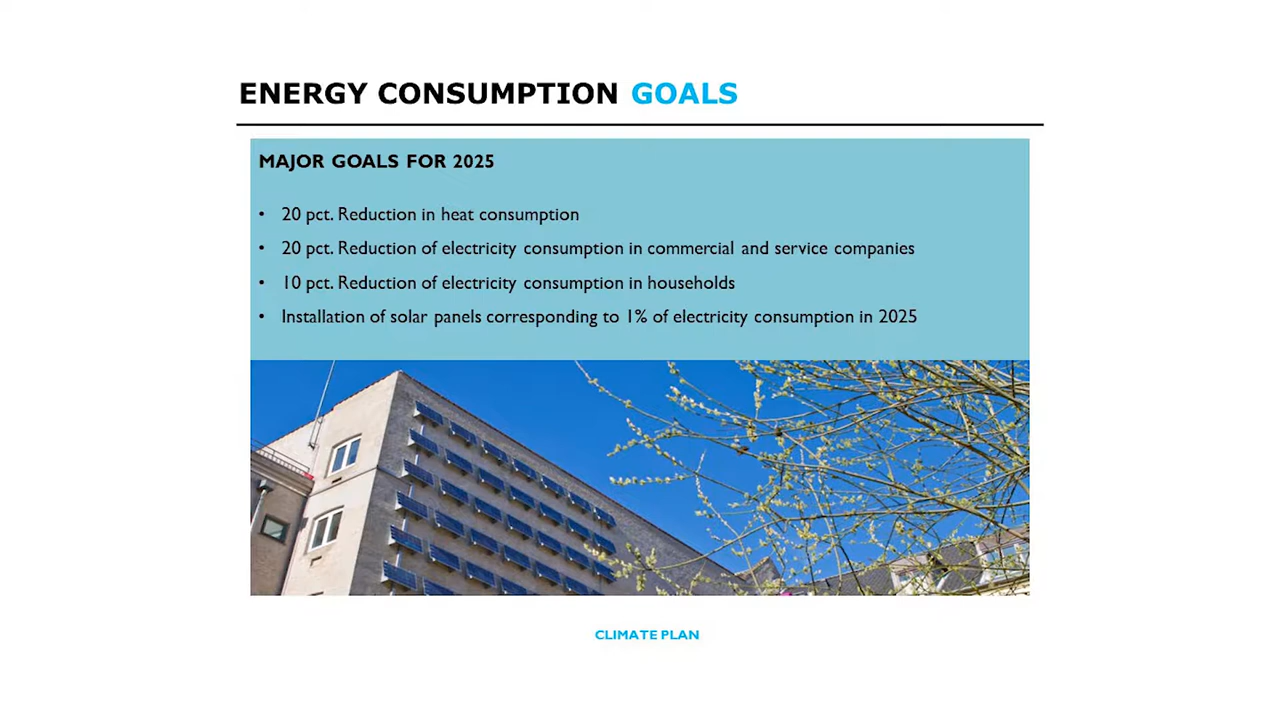 ENERGY CONSUMPTION GOALS
MAJOR GOALS FOR 2025
• 20 pct. Reduction in heat consumption
• 20 pct. Reduction of electricity consumption in commercial and service companies
• 10 pct. Reduction of electricity consumption in households
• Installation of solar panels corresponding to 1% of electricity consumption in 2025
CLIMATE PLAN